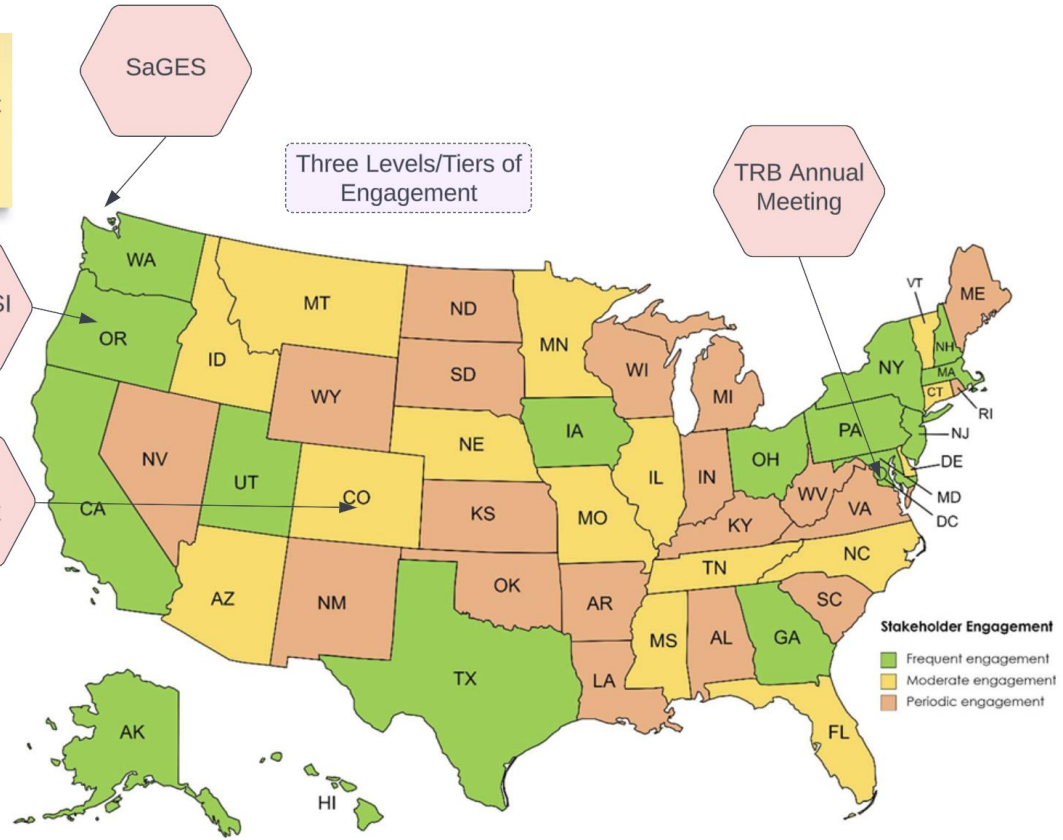 SaGES
Three Levels/Tiers of
Engagement
TRB Annual
Meeting
SI
WA
OR
CA
NV
ID
MT
WY
UT
CO
AZ
NM
ND
SD
NE
KS
OK
TX
MN
IA
MO
AR
LA
WI
IL
MI
IN
OH
KY
TN
MS
AL
GA
FL
SC
NC
VA
WV
PA
NY
VT
NH
ME
MA
CT
RI
NJ
DE
MD
DC
AK
HI
Stakeholder Engagement
Frequent engagement
Moderate engagement
Periodic engagement